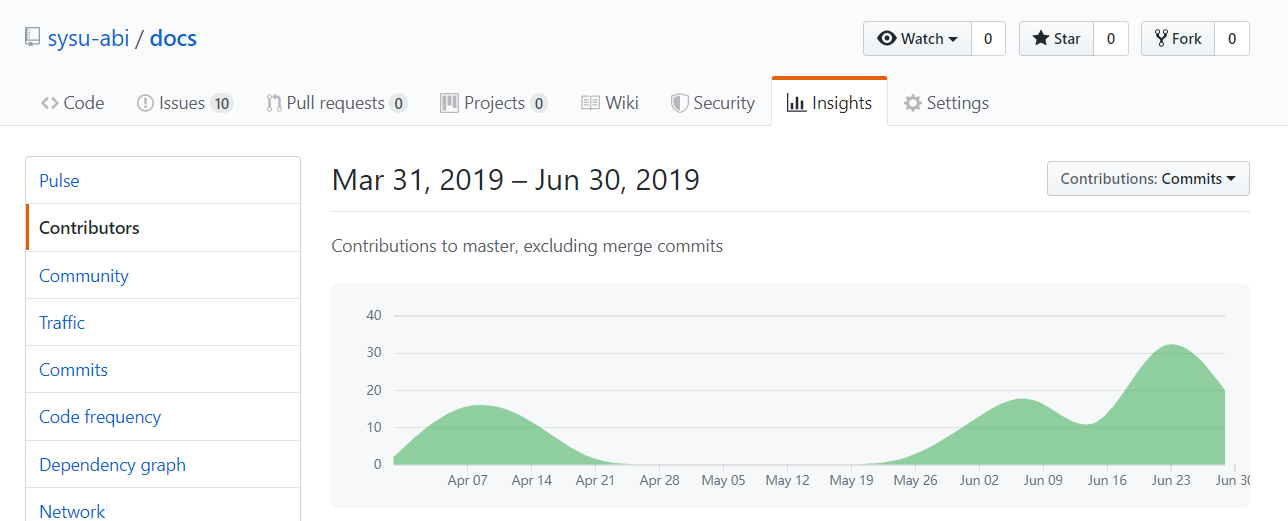 sysu-abi / docs
Watch 0 Star 0 Fork 0
Code Issues 10 Pull requests 0 Projects 0 Wiki Security Insights Settings
Pulse
Contributors
Community
Traffic
Commits
Code frequency
Dependency graph
Network
Mar 31, 2019 – Jun 30, 2019
Contributions: Commits
Contributions to master, excluding merge commits
40
30
20
10
0
Apr 07 Apr 14 Apr 21 Apr 28 May 05 May 12 May 19 May 26 Jun 02 Jun 09 Jun 16 Jun 23 Jun 30